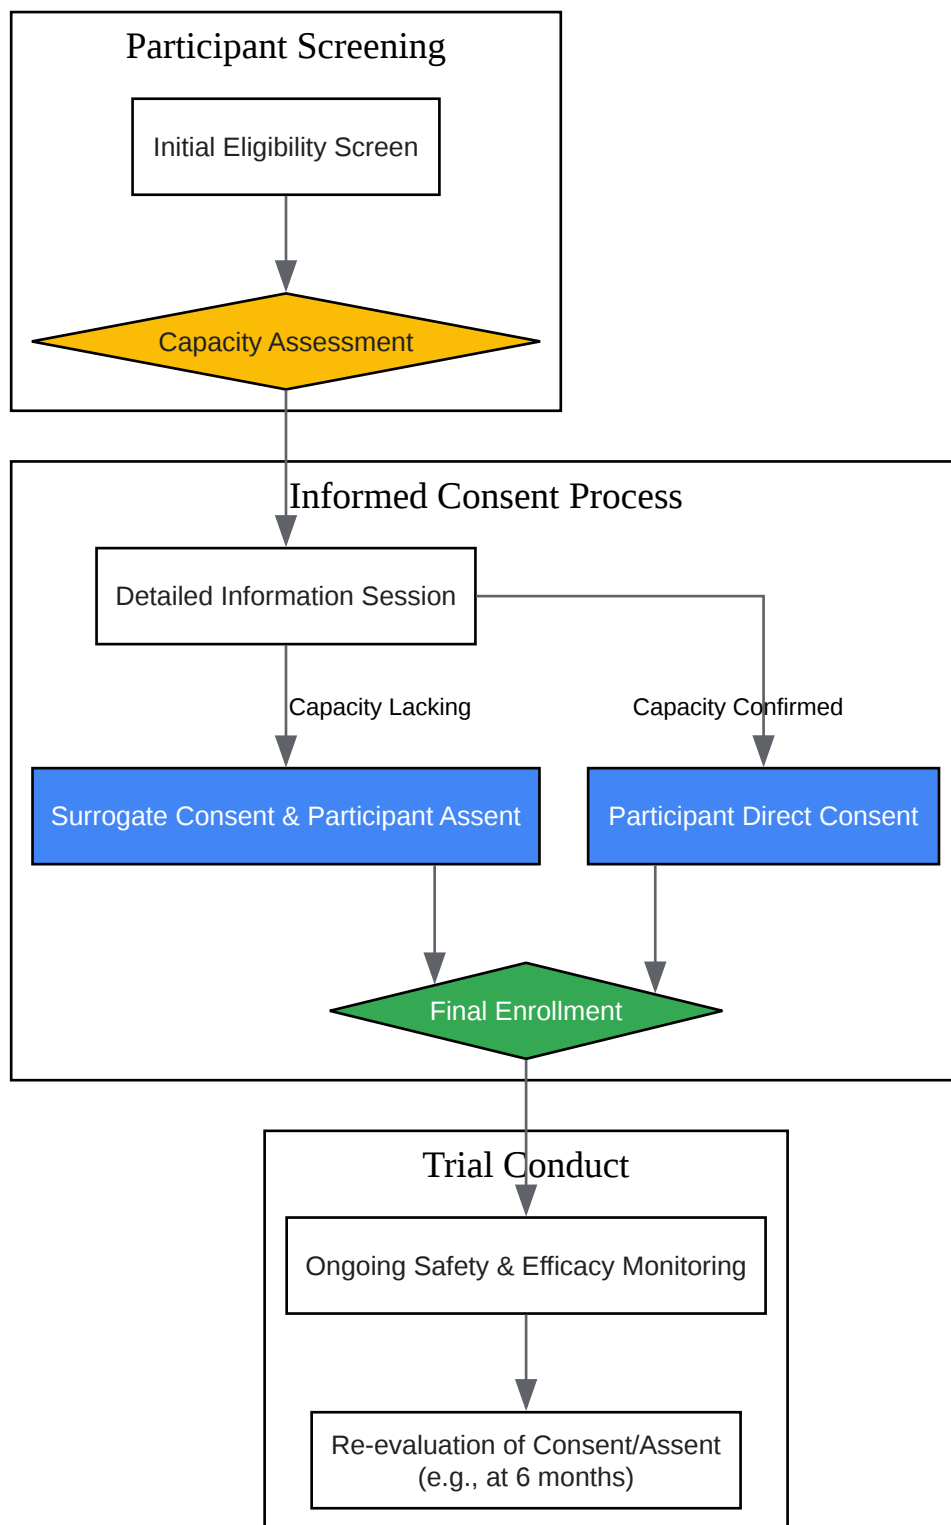 Participant Screening
Initial Eligibility Screen
Capacity Assessment
Informed Consent Process
Detailed Information Session
Capacity Lacking
Capacity Confirmed
Surrogate Consent & Participant Assent
Participant Direct Consent
Final Enrollment
Trial Conduct
Ongoing Safety & Efficacy Monitoring
Re-evaluation of Consent/Assent
(e.g., at 6 months)